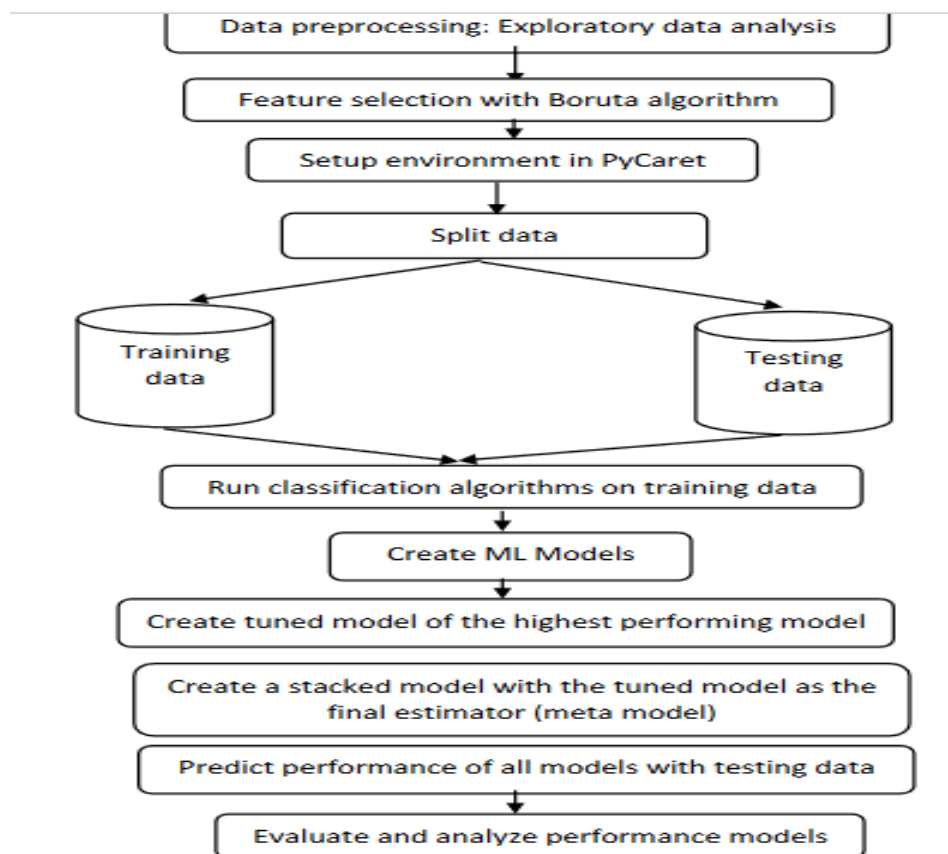 Data preprocessing: Exploratory data analysis
Feature selection with Boruta algorithm
Setup environment in PyCaret
Split data
Training
data
Testing
data
Run classification algorithms on training data
Create ML Models
Create tuned model of the highest performing model
Create a stacked model with the tuned model as the
final estimator (meta model)
Predict performance of all models with testing data
Evaluate and analyze performance models